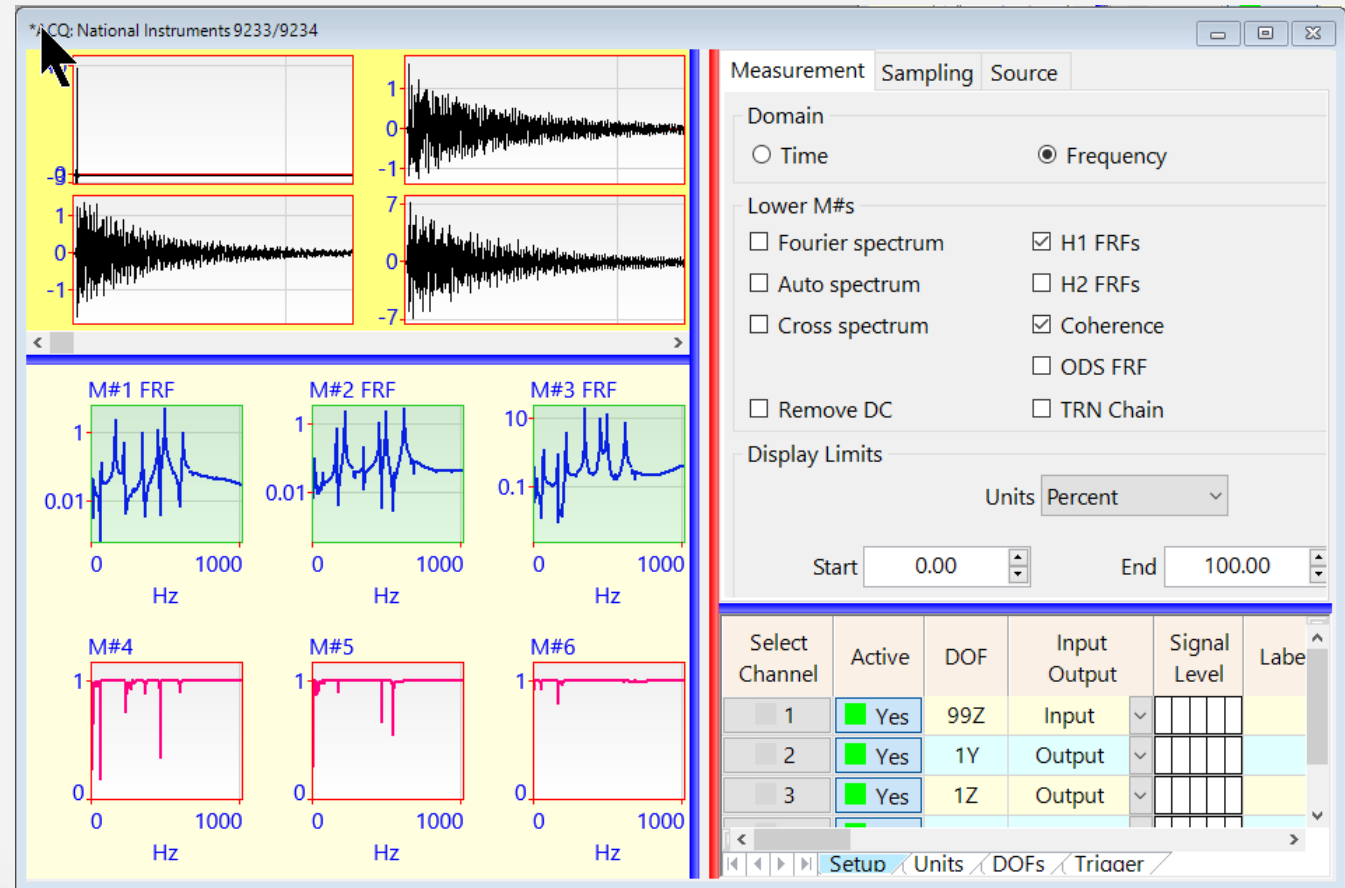 *ACQ: National Instruments 9233/9234
-9
1
0
-1
1
0
-1
7
0
-7
M#1 FRF
1
0.01
0
1000
Hz
M#2 FRF
1
0.01
0
1000
Hz
M#3 FRF
10
0.1
0
1000
Hz
M#4
1
0
0
1000
Hz
M#5
1
0
0
1000
Hz
M#6
1
0
0
1000
Hz
Measurement Sampling Source
Domain
Time Frequency
Lower M#s
Fourier spectrum H1 FRFs
Auto spectrum H2 FRFs
Cross spectrum Coherence
ODS FRF
Remove DC TRN Chain
Display Limits
Units Percent
Start 0.00 End 100.00
Select Channel Active DOF Input Output Signal Level Labe
1 Yes 99Z Input
2 Yes 1Y Output
3 Yes 1Z Output
Setup Units DOFs Trigger